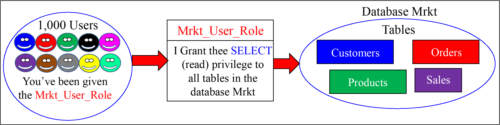 1,000 Users
You've been given
the Mrkt_User_Role
Mrkt_User_Role
I Grant thee SELECT
(read) privilege to
all tables in the
database Mrkt
Database Mrkt
Tables
Customers
Orders
Products
Sales